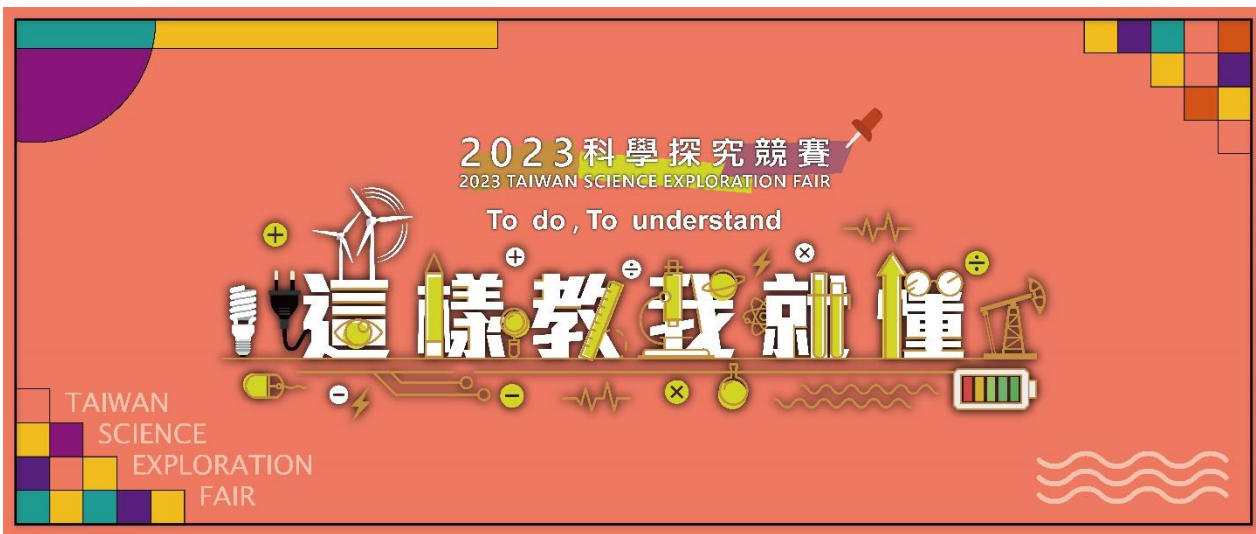 2023科學探究競賽
2023 TAIWAN SCIENCE EXPLORATION FAIR
To do , To understand
這樣教我就懂
TAIWAN
SCIENCE
EXPLORATION
FAIR